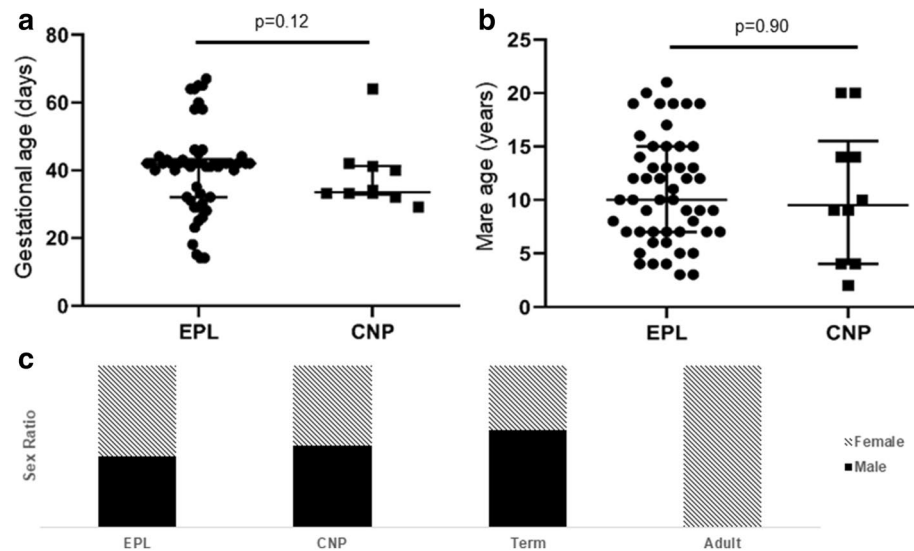 a
p=0.12
Gestational age (days)
80
60
40
20
0
EPL CNP
b
p=0.90
Mare age (years)
25
20
15
10
5
0
EPL CNP
c
Sex Ratio
Female
Male
EPL CNP Term Adult